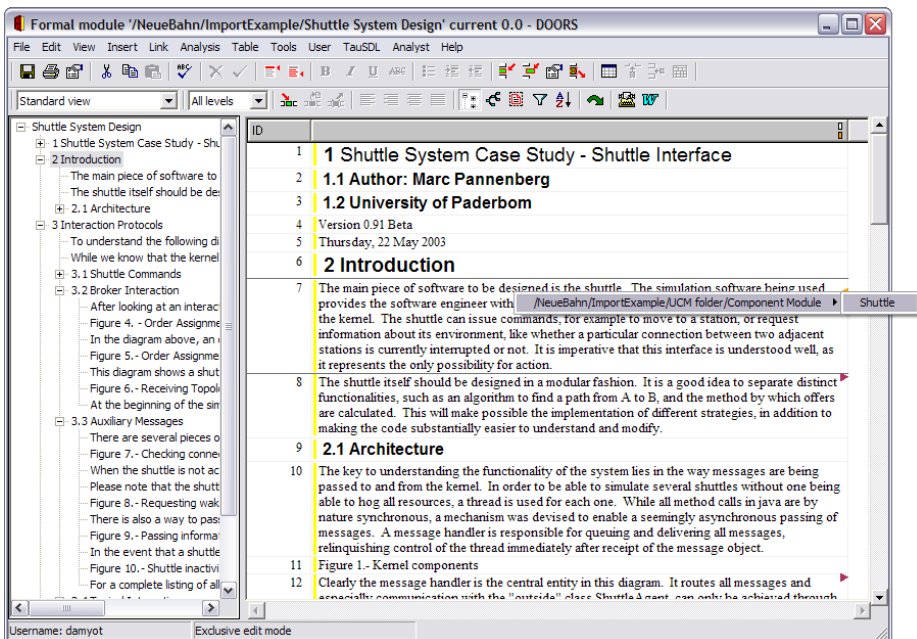 Formal module '/NeueBahn/ImportExample/Shuttle System Design' current 0.0 - DOORS
File Edit View Insert Link Analysis Table Tools User TauSDL Analyst Help
Standard view All levels
Shuttle System Design
1 Shuttle System Case Study - Shu
2 Introduction
The main piece of software to
The shuttle itself should be de
2.1 Architecture
3 Interaction Protocols
To understand the following di
While we know that the kernel
3.1 Shuttle Commands
3.2 Broker Interaction
After looking at an interac
Figure 4. - Order Assignme
In the diagram above, an
Figure 5.- Order Assignme
This diagram shows a shut
Figure 6.- Receiving Topol
At the beginning of the sim
3.3 Auxiliary Messages
There are several pieces o
Figure 7.- Checking conne
When the shuttle is not ac
Please note that the shutt
Figure 8.- Requesting wak
There is also a way to pas
Figure 9.- Passing informa
In the event that a shuttle
Figure 10.- Shuttle inactivi
For a complete listing of all
ID
1 1 Shuttle System Case Study - Shuttle Interface
2 1.1 Author: Marc Pannenberg
3 1.2 University of Paderbom
4 Version 0.91 Beta
5 Thursday, 22 May 2003
6 2 Introduction
7 The main piece of software to be designed is the shuttle. The simulation software being used
provides the software engineer with
/NeueBahn/ImportExample/UCM folder/Component Module Shuttle
the kernel. The shuttle can issue commands, for example to move to a station, or request
information about its environment, like whether a particular connection between two adjacent
stations is currently interrupted or not. It is imperative that this interface is understood well, as
it represents the only possibility for action.
8 The shuttle itself should be designed in a modular fashion. It is a good idea to separate distinct
functionalities, such as an algorithm to find a path from A to B, and the method by which offers
are calculated. This will make possible the implementation of different strategies, in addition to
making the code substantially easier to understand and modify.
9 2.1 Architecture
10 The key to understanding the functionality of the system lies in the way messages are being
passed to and from the kernel. In order to be able to simulate several shuttles without one being
able to hog all resources, a thread is used for each one. While all method calls in java are by
nature synchronous, a mechanism was devised to enable a seemingly asynchronous passing of
messages. A message handler is responsible for queuing and delivering all messages,
relinquishing control of the thread immediately after receipt of the message object.
11 Figure 1.- Kernel components
12 Clearly the message handler is the central entity in this diagram. It routes all messages and
especially communication with the "outside" class ShuttleAgent, can only be achieved through
Username: damyot Exclusive edit mode